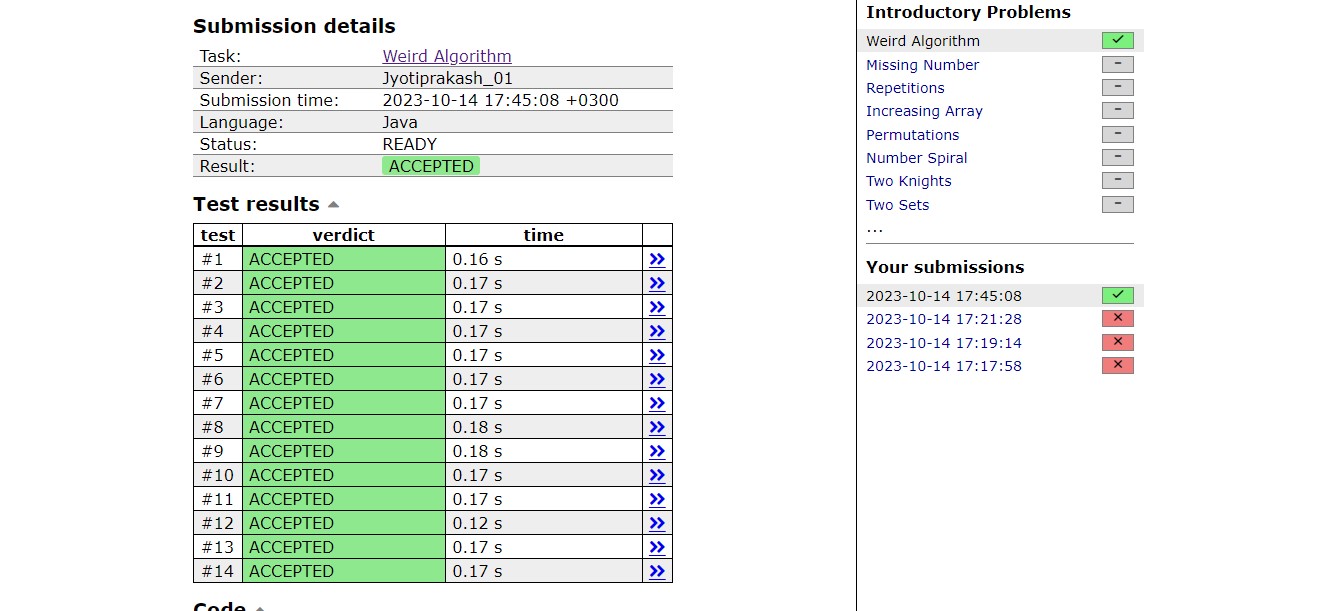 Submission details
Task: Weird Algorithm
Sender: Jyotiprakash_01
Submission time: 2023-10-14 17:45:08 +0300
Language: Java
Status: READY
Result: ACCEPTED
Test results
test verdict time
#1 ACCEPTED 0.16 s »
#2 ACCEPTED 0.17 s »
#3 ACCEPTED 0.17 s »
#4 ACCEPTED 0.17 s »
#5 ACCEPTED 0.17 s »
#6 ACCEPTED 0.17 s »
#7 ACCEPTED 0.17 s »
#8 ACCEPTED 0.18 s »
#9 ACCEPTED 0.18 s »
#10 ACCEPTED 0.17 s »
#11 ACCEPTED 0.17 s »
#12 ACCEPTED 0.12 s »
#13 ACCEPTED 0.17 s »
#14 ACCEPTED 0.17 s »
Code
Introductory Problems
Weird Algorithm ✓
Missing Number –
Repetitions –
Increasing Array –
Permutations –
Number Spiral –
Two Knights –
Two Sets –
...
Your submissions
2023-10-14 17:45:08 ✓
2023-10-14 17:21:28 ✕
2023-10-14 17:19:14 ✕
2023-10-14 17:17:58 ✕